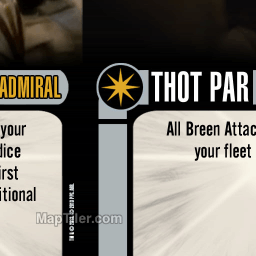 ADMIRAL
your
dice
irst
itional
THOT PAR
All Breen Attac
your fleet
MapTiler.com